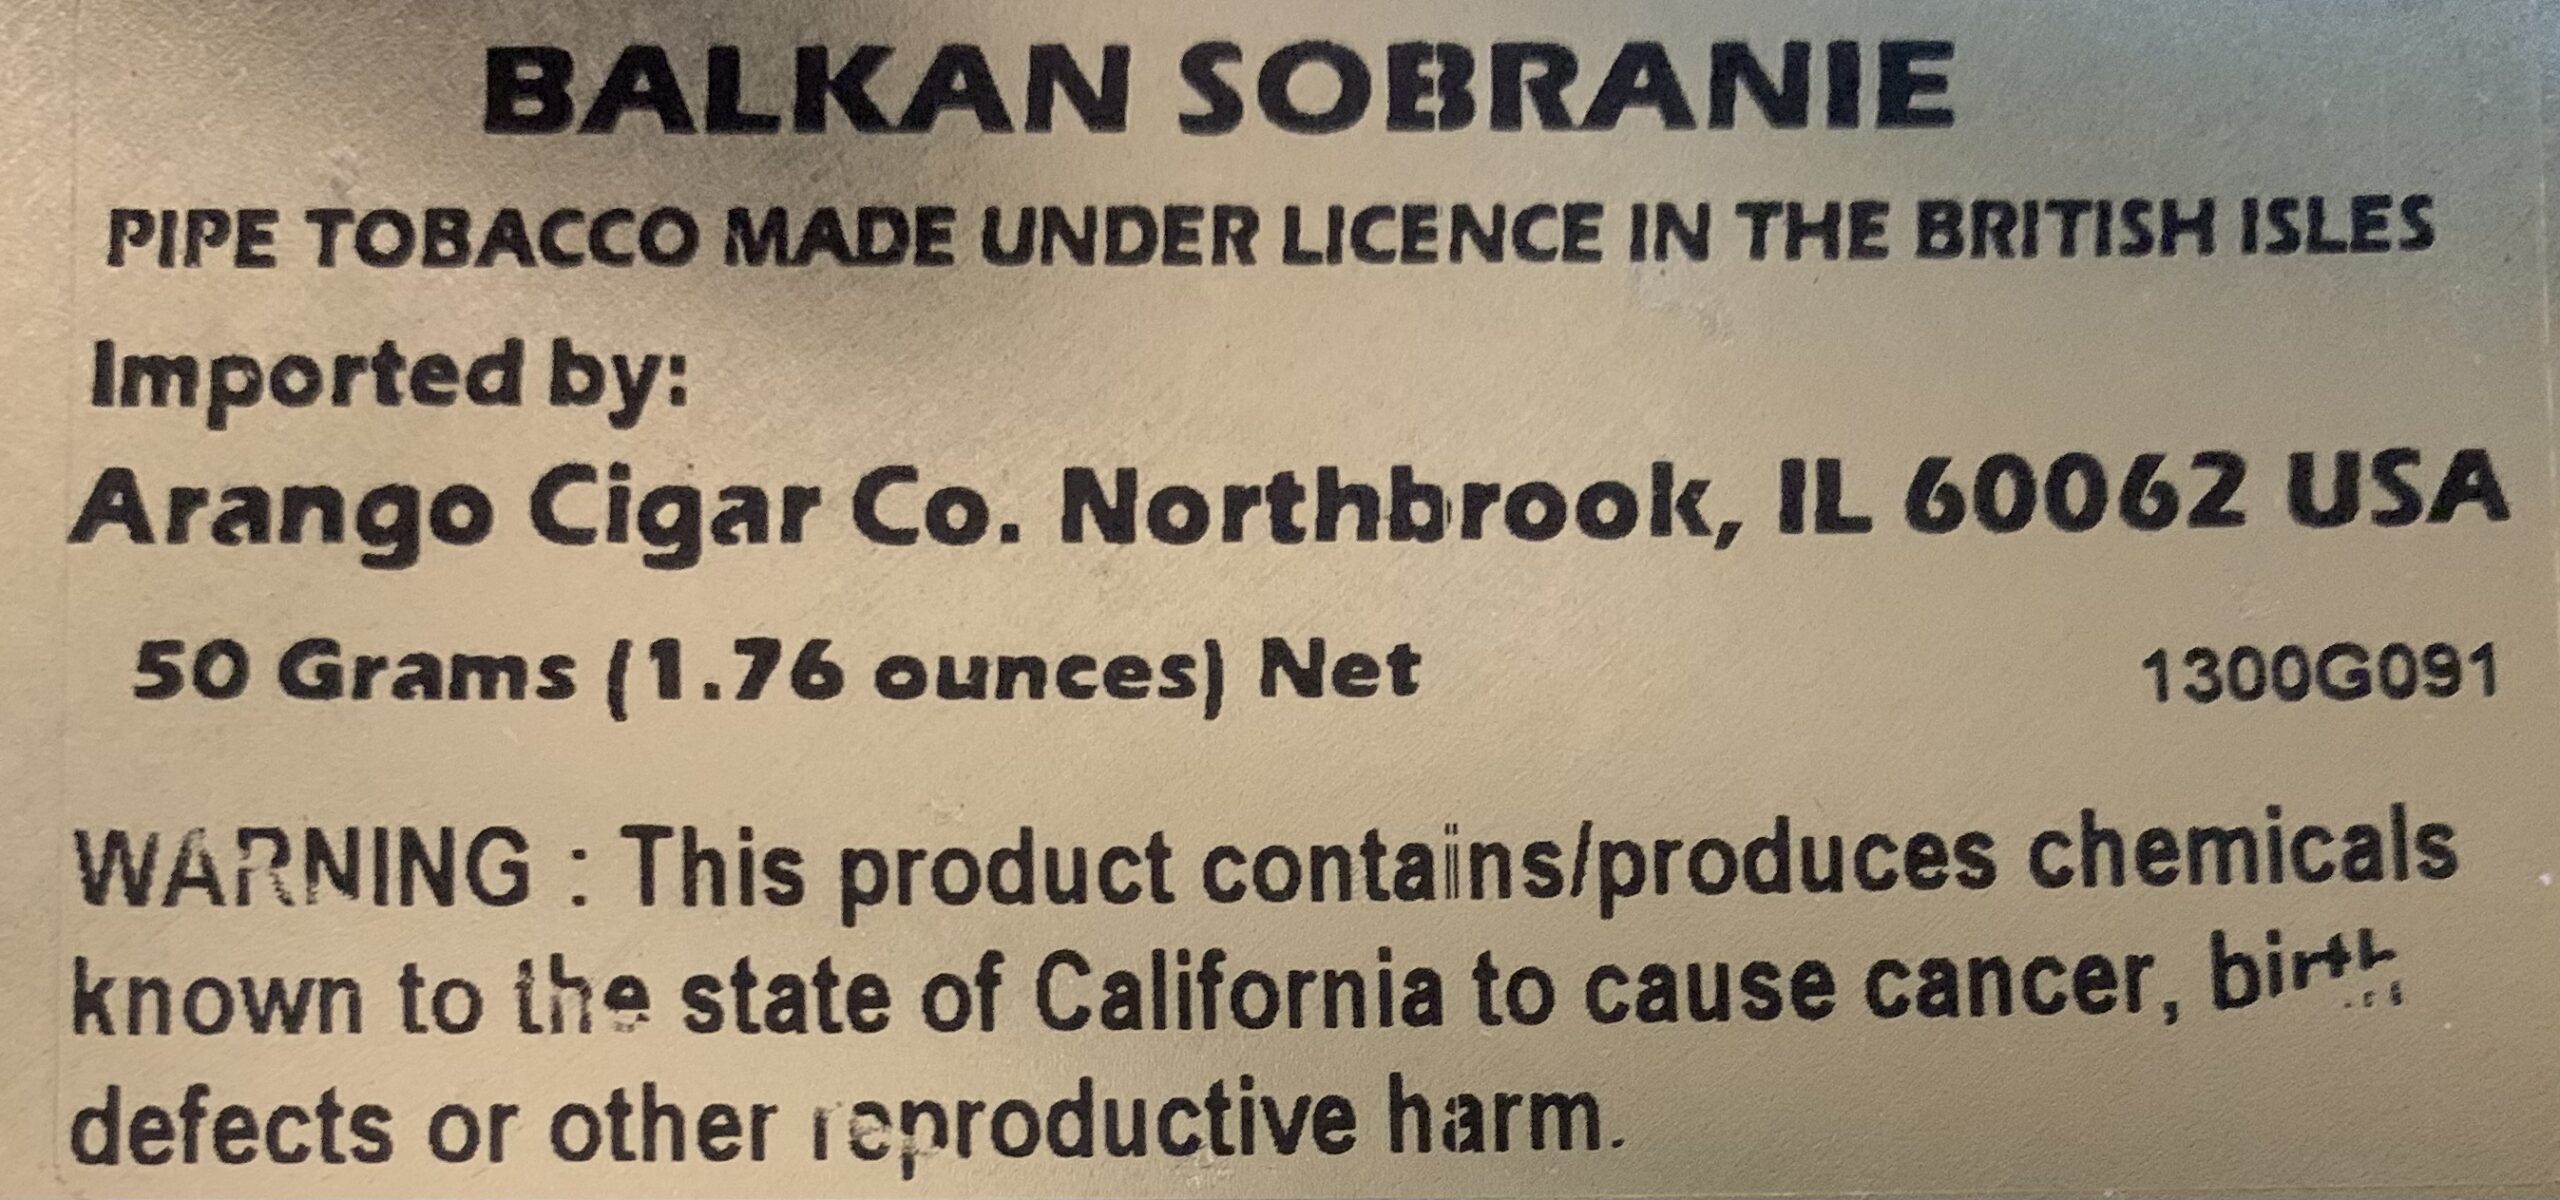 BALKAN SOBRANIE
PIPE TOBACCO MADE UNDER LICENCE IN THE BRITISH ISLES
Imported by:
Arango Cigar Co. Northbrook, IL 60062 USA
50 Grams (1.76 ounces) Net 1300G091
WARNING : This product contains/produces chemicals
known to the state of California to cause cancer, birth
defects or other reproductive harm.